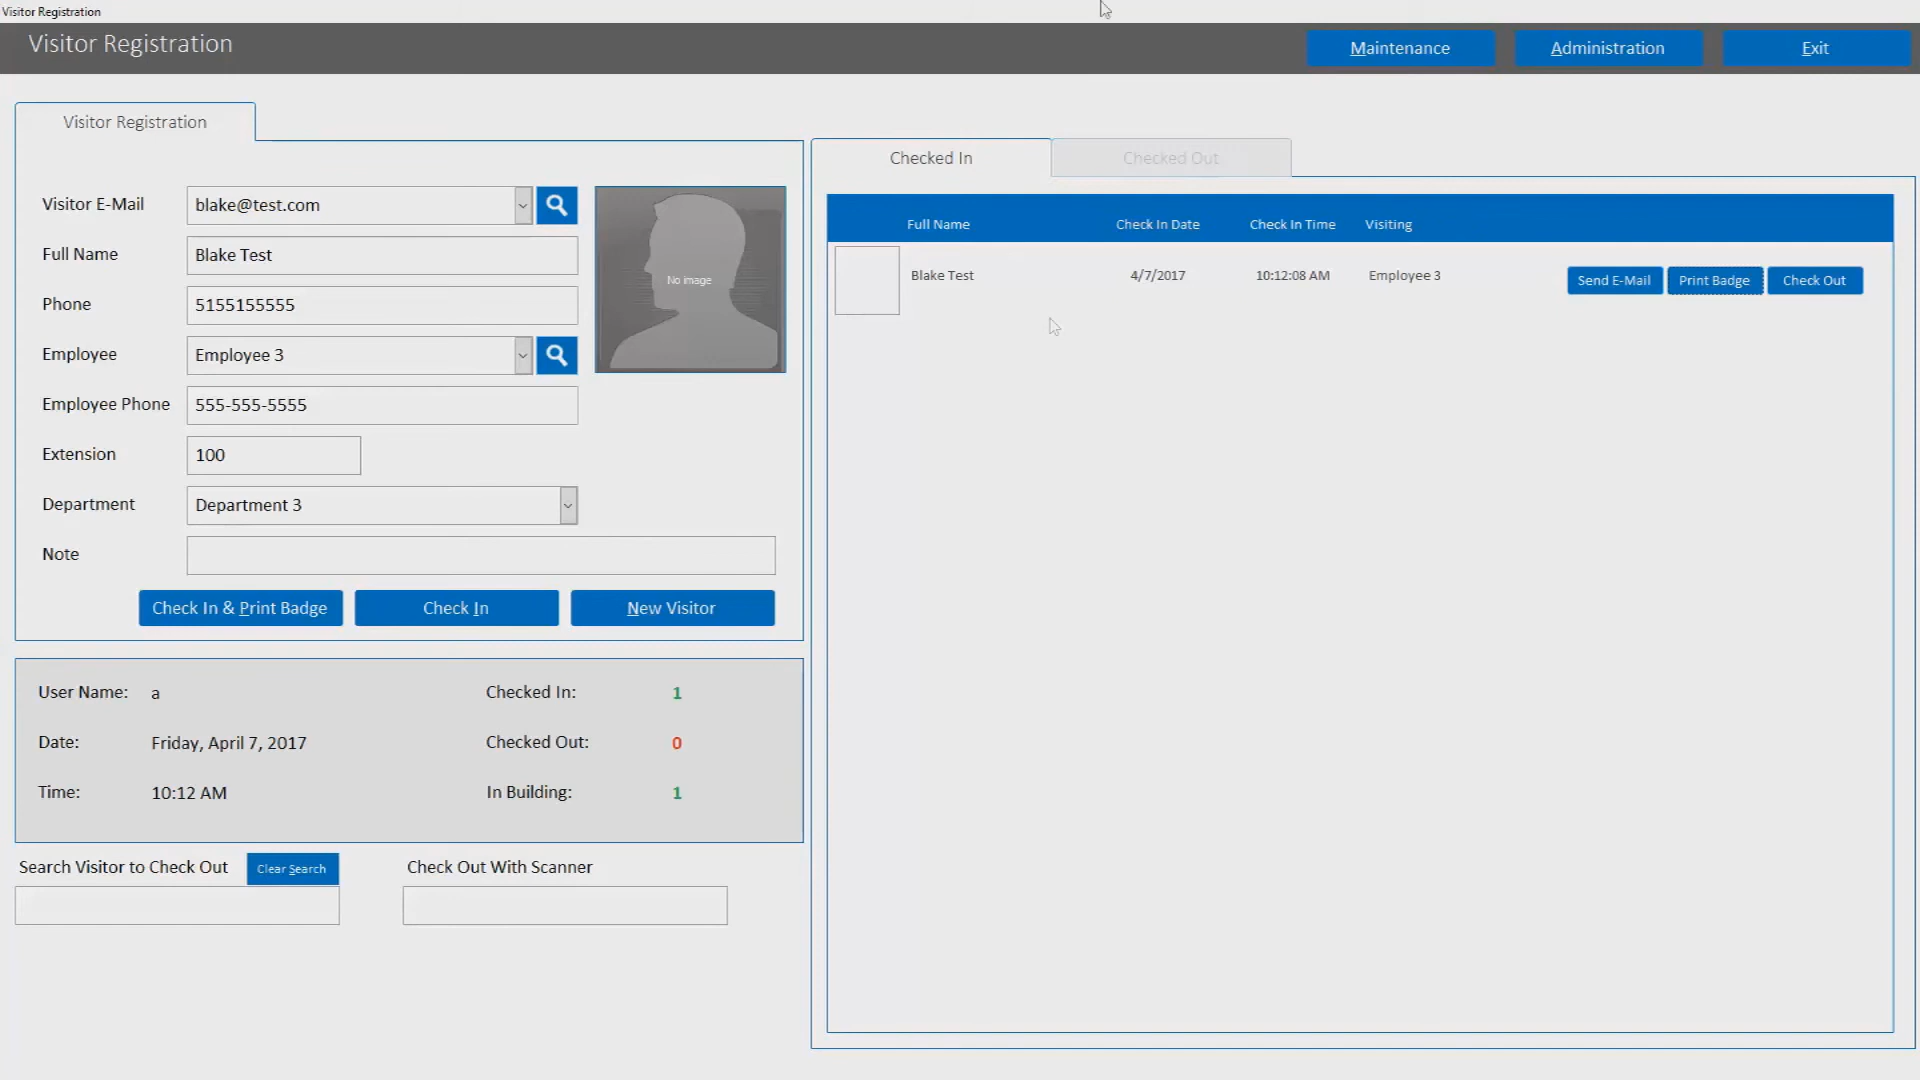 Visitor Registration
Visitor Registration
Maintenance
Administration
Exit
Visitor Registration
Visitor E-Mail
blake@test.com
Full Name
Blake Test
Phone
5155155555
Employee
Employee 3
Employee Phone
555-555-5555
Extension
100
Department
Department 3
Note
No image
Check In & Print Badge
Check In
New Visitor
User Name:
a
Checked In:
1
Date:
Friday, April 7, 2017
Checked Out:
0
Time:
10:12 AM
In Building:
1
Search Visitor to Check Out
Clear Search
Check Out With Scanner
Checked In
Checked Out
Full Name
Check In Date
Check In Time
Visiting
Blake Test
4/7/2017
10:12:08 AM
Employee 3
Send E-Mail
Print Badge
Check Out